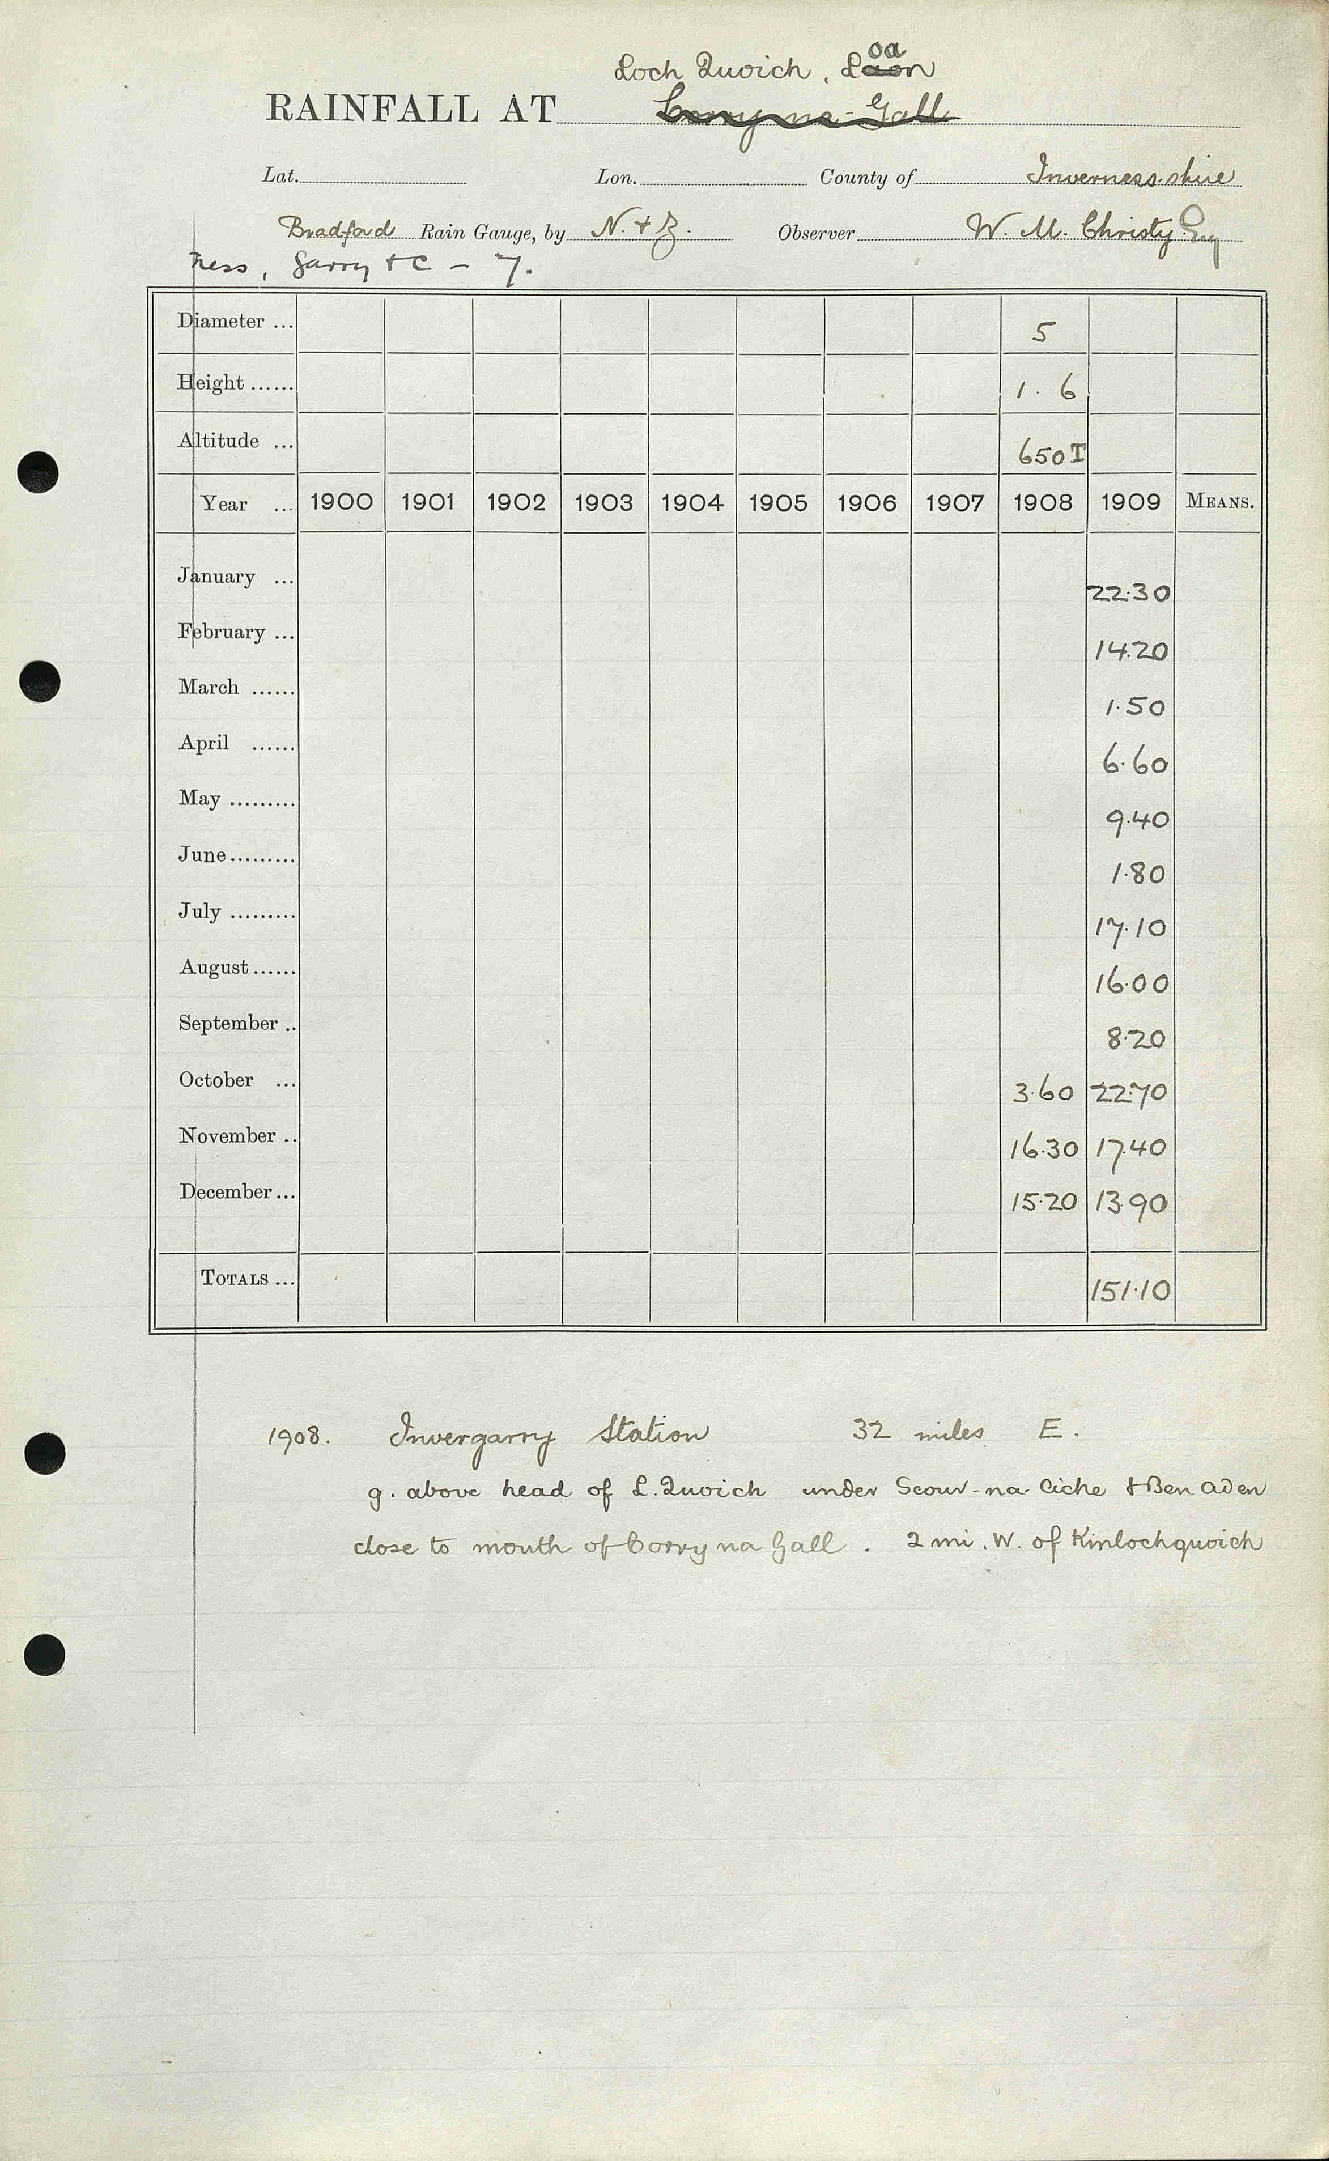 Loch Quoich, Loan
oa
RAINFALL AT Corry na Gall
Lat. Lon. County of Inverness-shire
Bradford Rain Gauge, by N. & Z. Observer W. M. Christy Esq
Ness, Garry & C - 7.
Diameter ... 5
Height ...... 1 . 6
Altitude ... 650 T
Year ... 1900 1901 1902 1903 1904 1905 1906 1907 1908 1909 MEANS.
January ... 22.30
February ... 14.20
March ...... 1.50
April ...... 6.60
May ......... 9.40
June......... 1.80
July ......... 17.10
August...... 16.00
September .. 8.20
October ... 3.60 22.70
November .. 16.30 17.40
December... 15.20 13.90
TOTALS ... 151.10
1908. Invergarry Station 32 miles E.
g. above head of L. Quoich under Scour-na-Ciche & Ben Aden
close to mouth of Corry na Gall. 2 mi. W. of Kinlochquoich